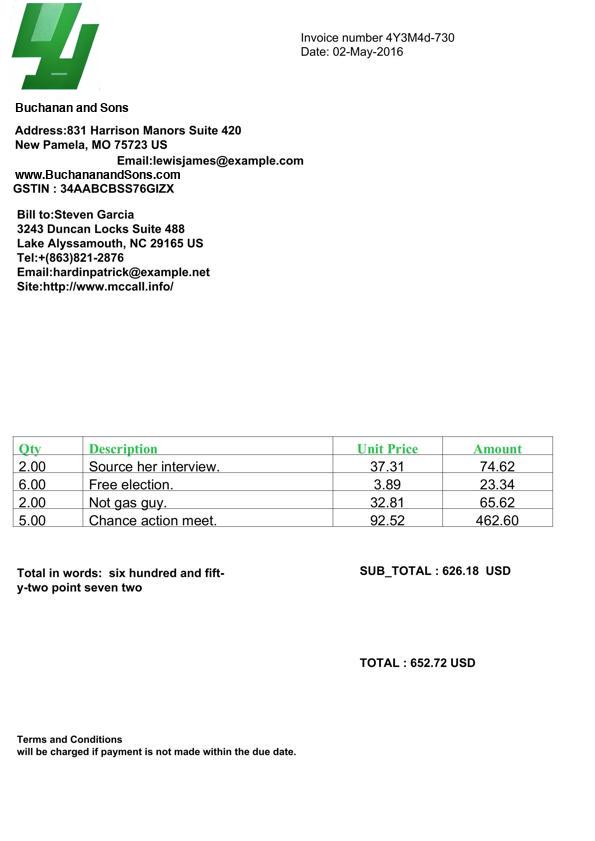 Invoice number 4Y3M4d-730
Date: 02-May-2016
Buchanan and Sons
Address:831 Harrison Manors Suite 420
New Pamela, MO 75723 US
Email:lewisjames@example.com
www.BuchananandSons.com
GSTIN : 34AABCBSS76GIZX
Bill to:Steven Garcia
3243 Duncan Locks Suite 488
Lake Alyssamouth, NC 29165 US
Tel:+(863)821-2876
Email:hardinpatrick@example.net
Site:http://www.mccall.info/
Qty Description Unit Price Amount
2.00 Source her interview. 37.31 74.62
6.00 Free election. 3.89 23.34
2.00 Not gas guy. 32.81 65.62
5.00 Chance action meet. 92.52 462.60
Total in words: six hundred and fift-
y-two point seven two
SUB_TOTAL : 626.18 USD
TOTAL : 652.72 USD
Terms and Conditions
will be charged if payment is not made within the due date.